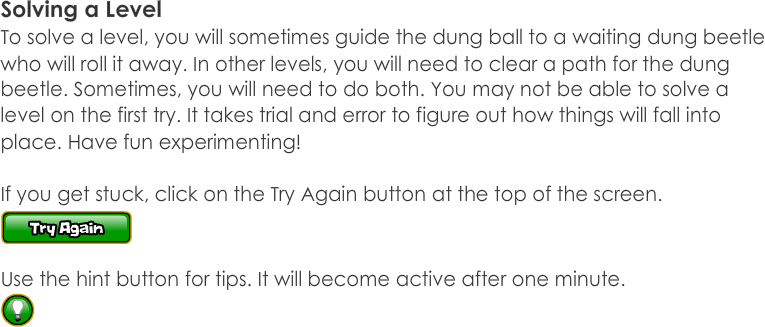 Solving a Level
To solve a level, you will sometimes guide the dung ball to a waiting dung beetle
who will roll it away. In other levels, you will need to clear a path for the dung
beetle. Sometimes, you will need to do both. You may not be able to solve a
level on the first try. It takes trial and error to figure out how things will fall into
place. Have fun experimenting!
If you get stuck, click on the Try Again button at the top of the screen.
Try Again
Use the hint button for tips. It will become active after one minute.